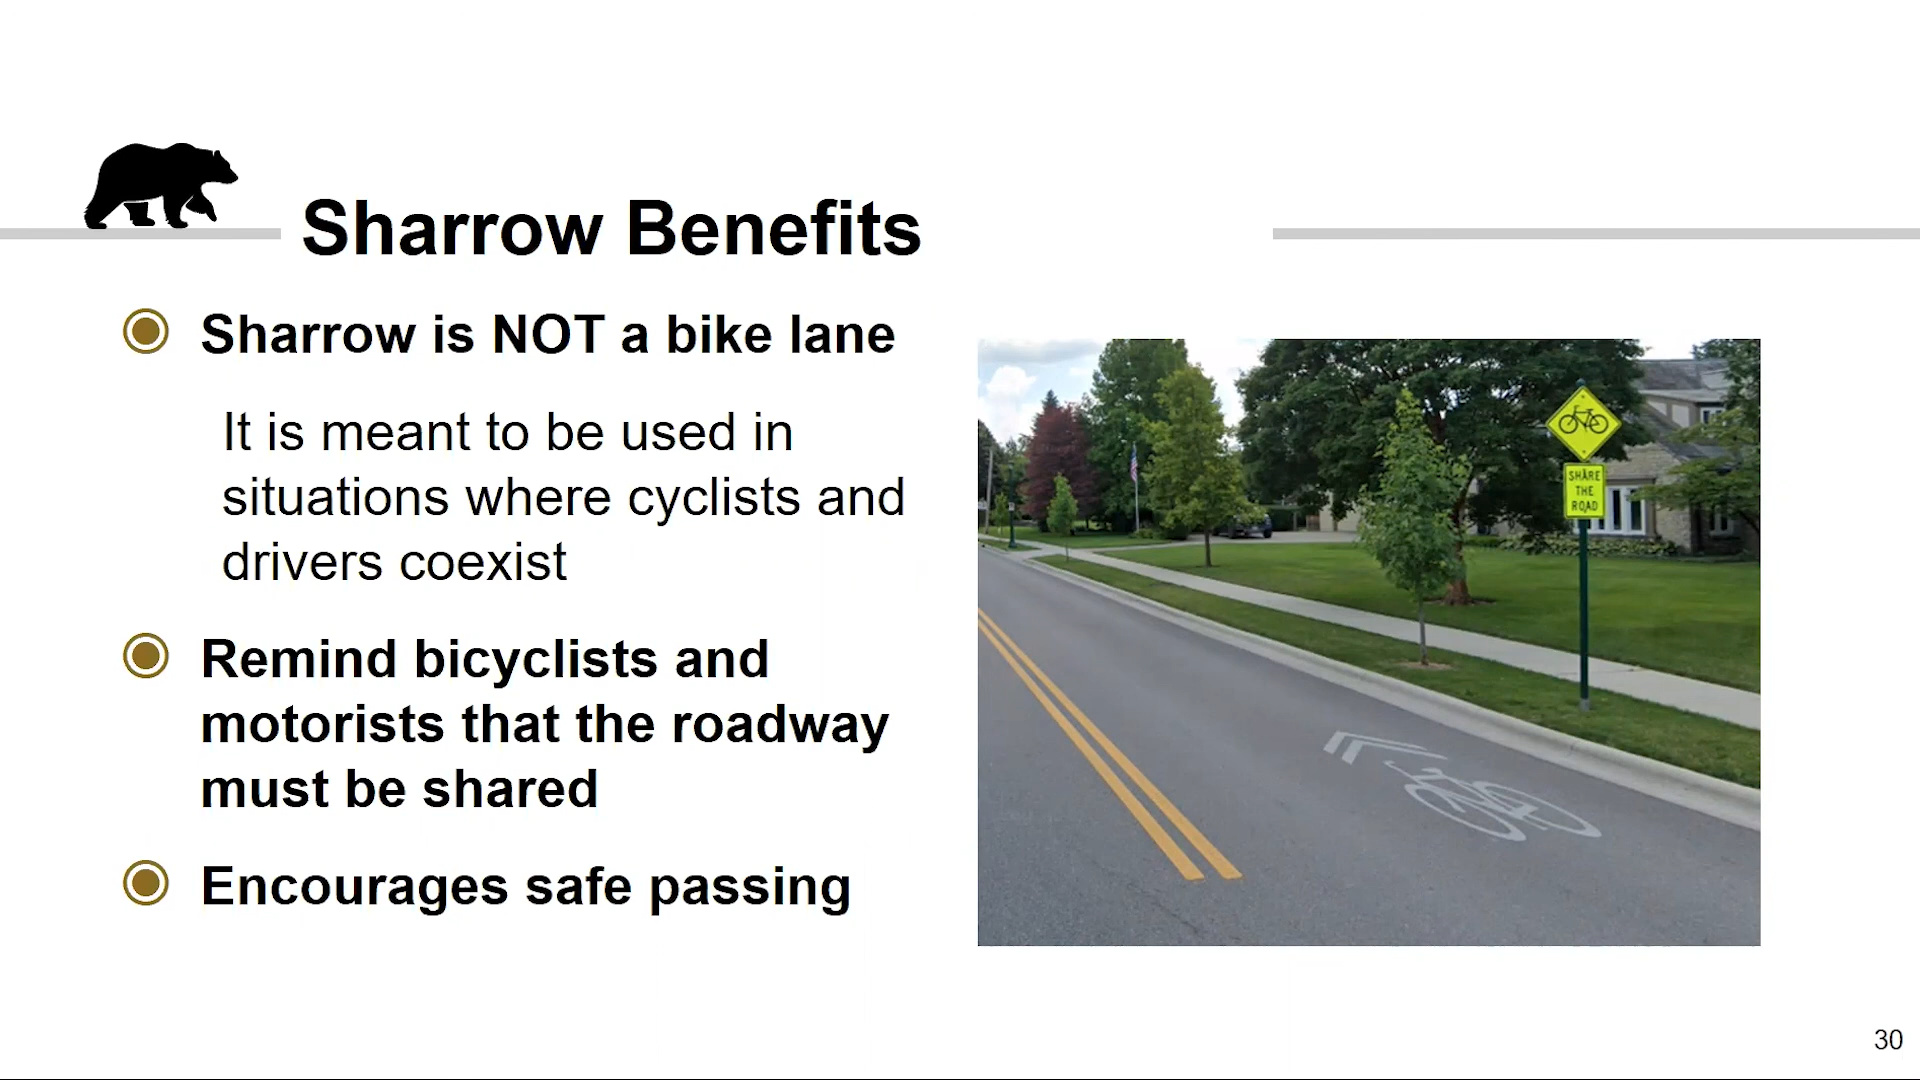 Sharrow Benefits
Sharrow is NOT a bike lane
It is meant to be used in
situations where cyclists and
drivers coexist
Remind bicyclists and
motorists that the roadway
must be shared
Encourages safe passing
SHARE
THE
ROAD
30